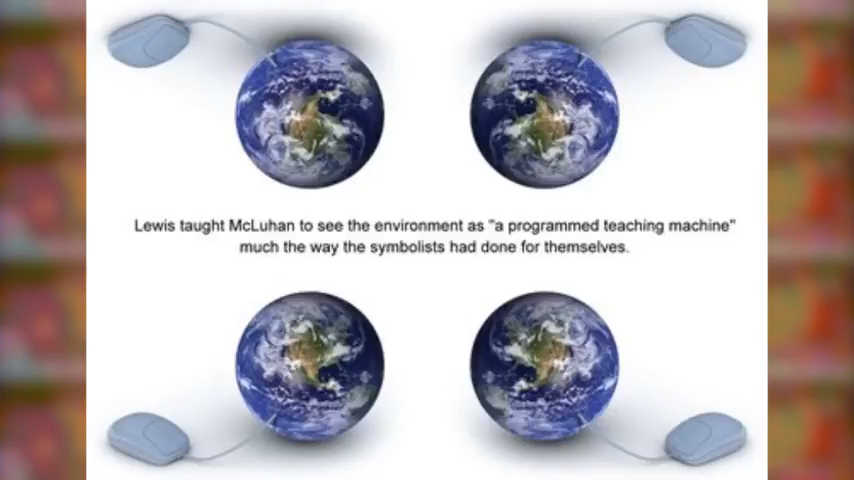 Lewis taught McLuhan to see the environment as "a programmed teaching machine"
much the way the symbolists had done for themselves.